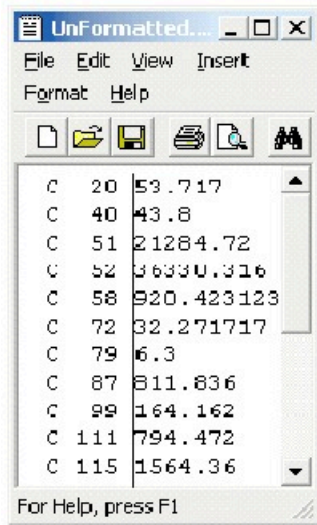 UnFormatted....
File Edit View Insert
Format Help
C 20 53.717
C 40 43.8
C 51 21284.72
C 52 36330.316
C 58 920.423123
C 72 32.271717
C 79 6.3
C 87 811.836
C 99 164.162
C 111 794.472
C 115 1564.36
For Help, press F1